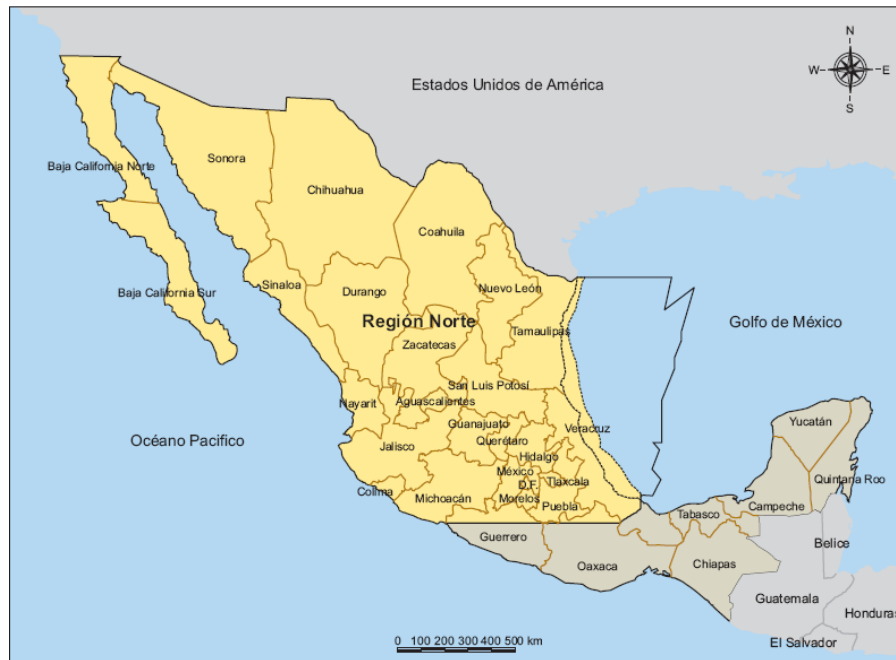 N
W
E
S
Estados Unidos de América
Baja California Norte
Sonora
Chihuahua
Coahuila
Baja California Sur
Sinaloa
Durango
Nuevo León
Región Norte
Tamaulipas
Golfo de México
Zacatecas
San Luis Potosí
Nayarit
Aguascalientes
Guanajuato
Veracruz
Yucatán
Océano Pacifico
Jalisco
Querétaro
Hidalgo
México
Quintana Roo
Colima
Michoacán
D.F.
Tlaxcala
Morelos
Puebla
Campeche
Tabasco
Guerrero
Oaxaca
Chiapas
Belice
Guatemala
Honduras
El Salvador
0 100 200 300 400 500 km